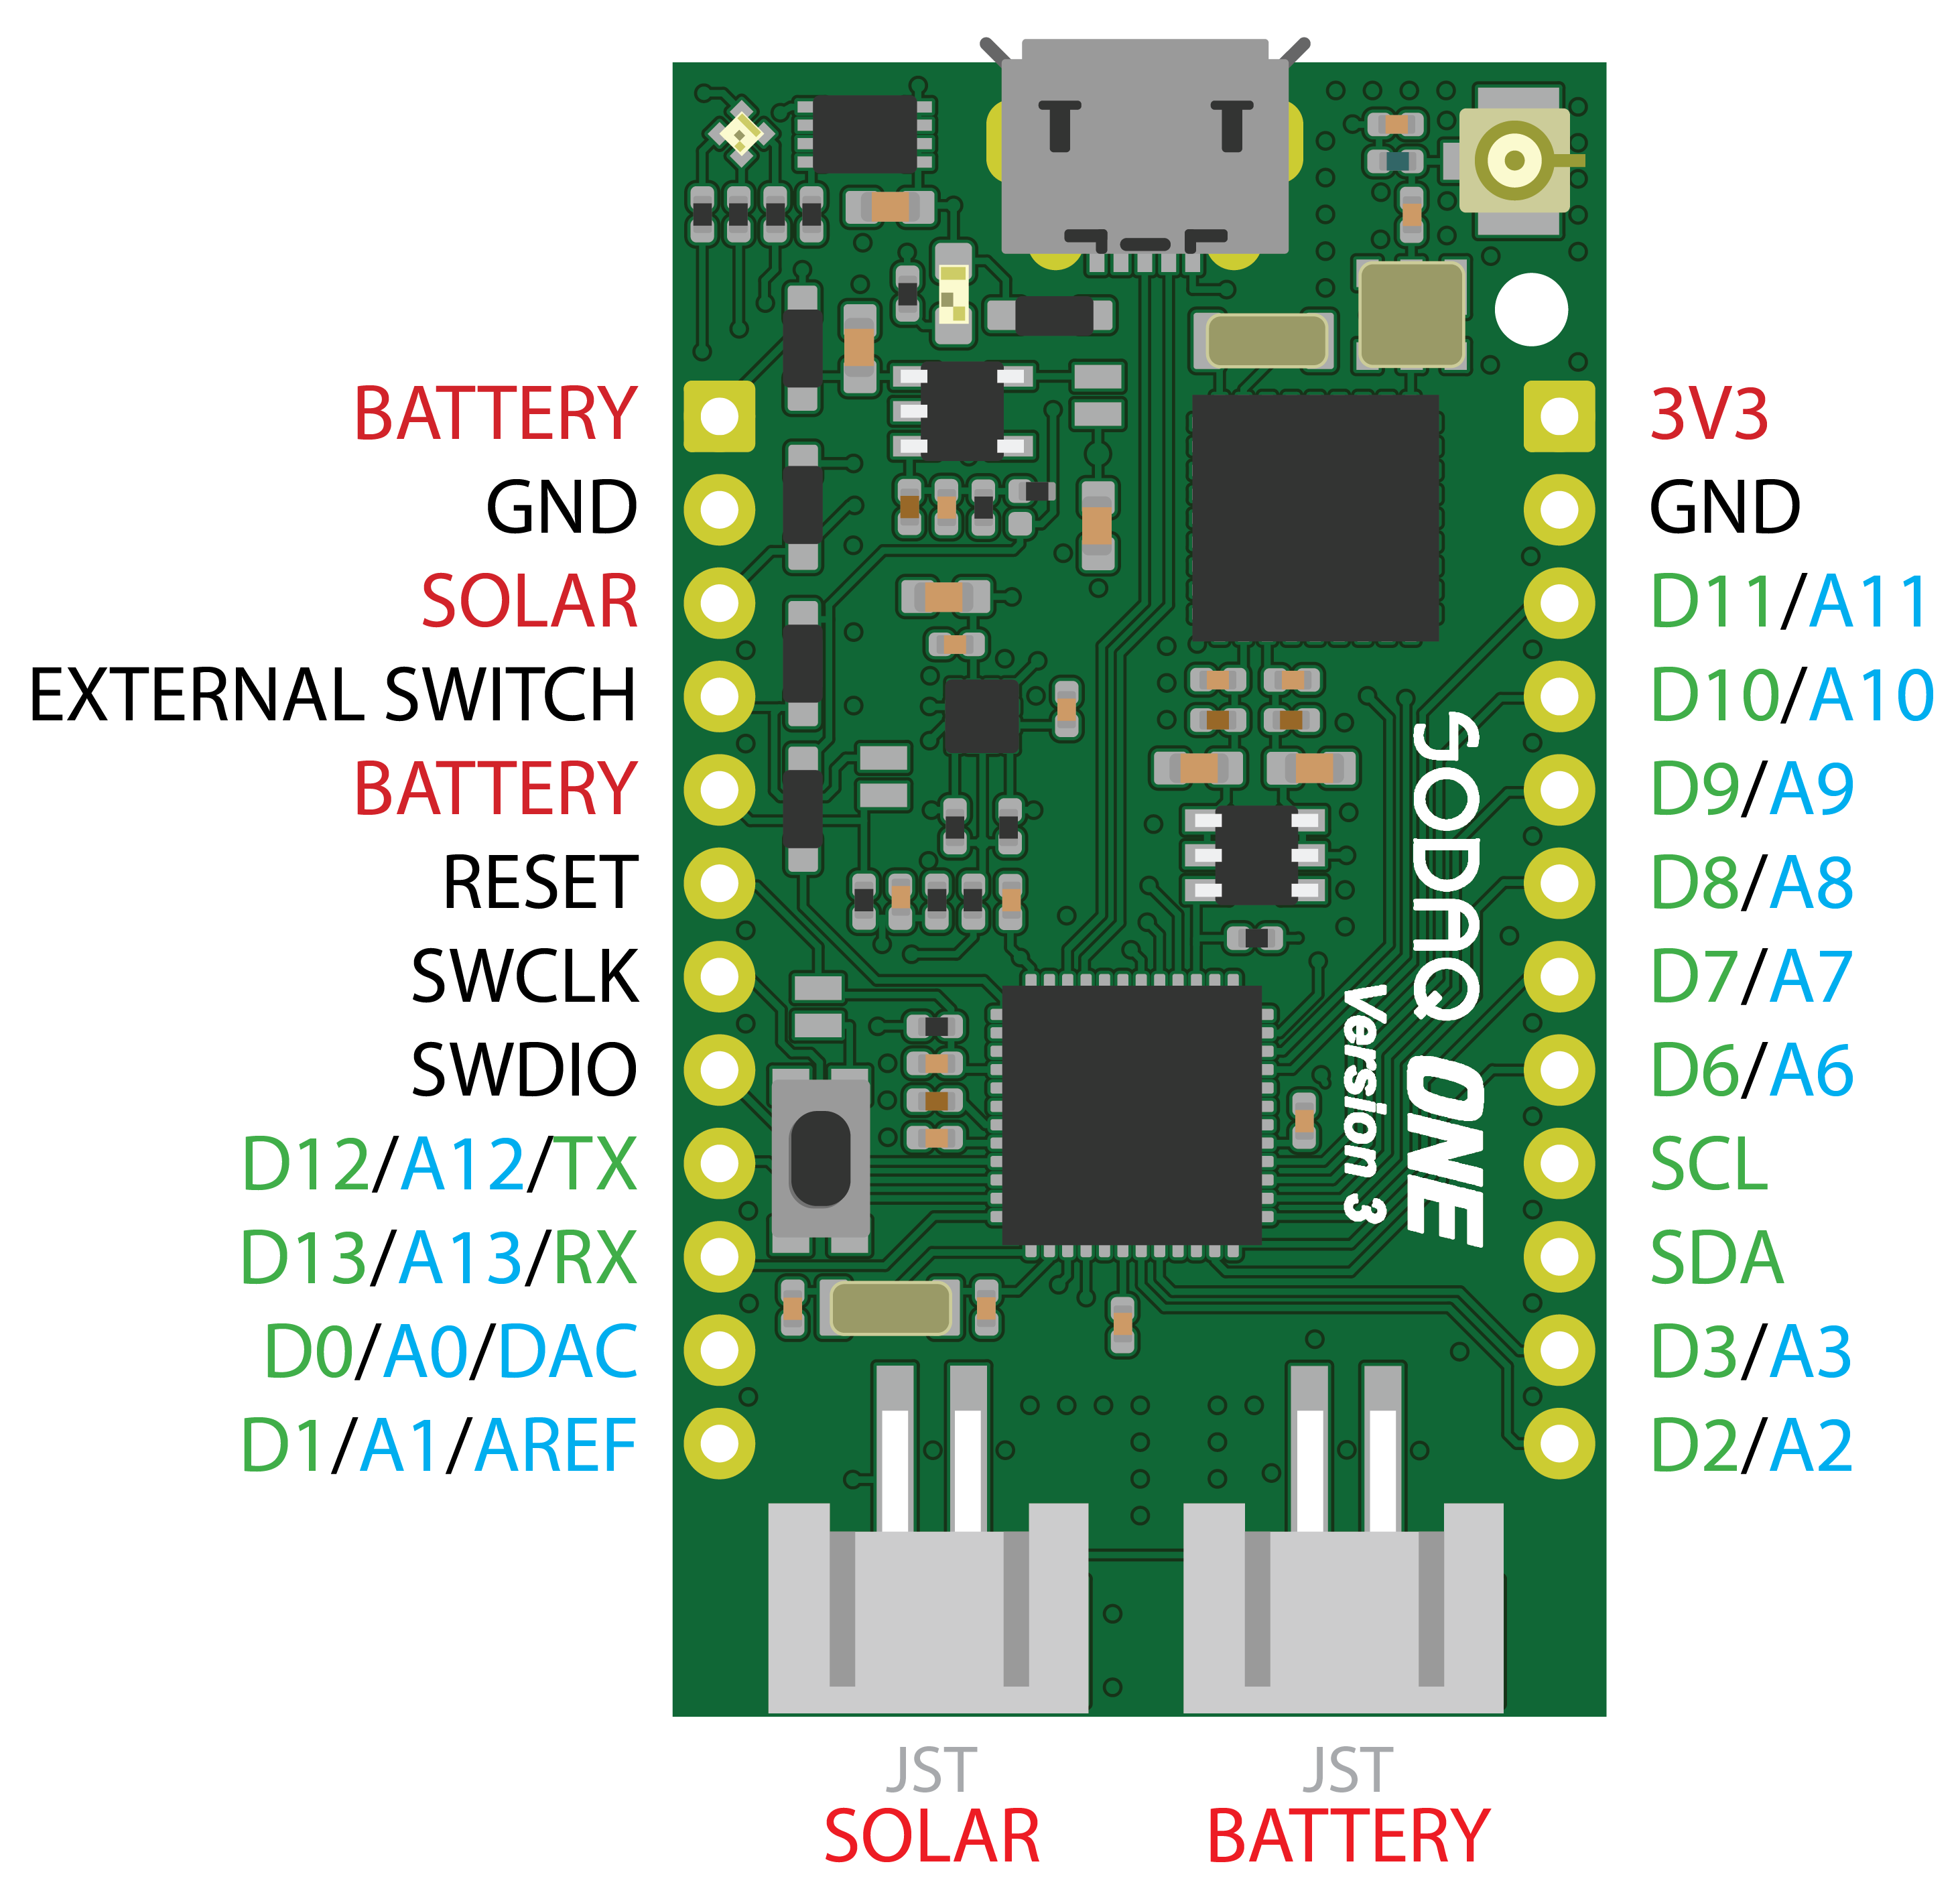 BATTERY
GND
SOLAR
EXTERNAL SWITCH
BATTERY
RESET
SWCLK
SWDIO
D12/A12/TX
D13/A13/RX
D0/A0/DAC
D1/A1/AREF
3V3
GND
D11/A11
D10/A10
D9/A9
D8/A8
D7/A7
D6/A6
SCL
SDA
D3/A3
D2/A2
SODAQ ONE
Version 3
JST
SOLAR
JST
BATTERY